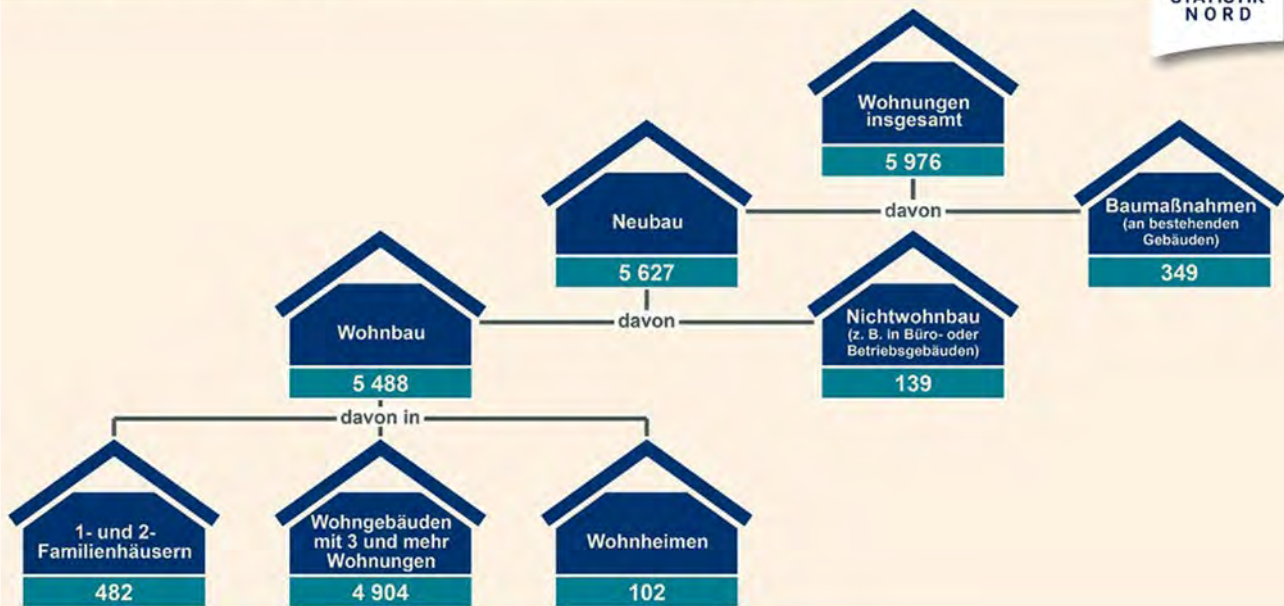 NORD
Wohnungen
insgesamt
5 976
davon
Neubau
5 627
Baumaßnahmen
(an bestehenden
Gebäuden)
349
davon
Wohnbau
5 488
Nichtwohnbau
(z. B. in Büro- oder
Betriebsgebäuden)
139
davon in
1- und 2-
Familienhäusern
482
Wohngebäuden
mit 3 und mehr
Wohnungen
4 904
Wohnheimen
102